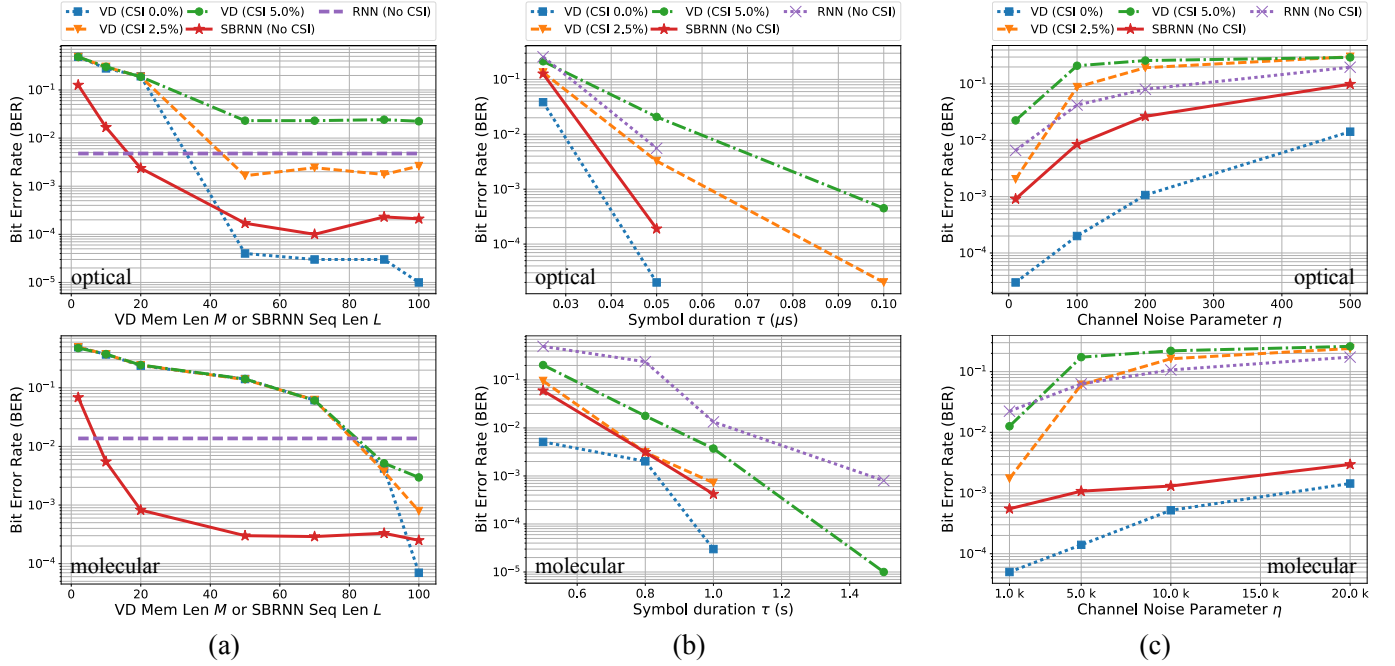 VD (CSI 0.0%) VD (CSI 5.0%) RNN (No CSI)
VD (CSI 2.5%) SBRNN (No CSI)
Bit Error Rate (BER)
10⁻¹
10⁻²
10⁻³
10⁻⁴
10⁻⁵
optical
0 20 40 60 80 100
VD Mem Len M or SBRNN Seq Len L
VD (CSI 0.0%) VD (CSI 5.0%) RNN (No CSI)
VD (CSI 2.5%) SBRNN (No CSI)
Bit Error Rate (BER)
10⁻¹
10⁻²
10⁻³
10⁻⁴
optical
0.03 0.04 0.05 0.06 0.07 0.08 0.09 0.10
Symbol duration τ (μs)
VD (CSI 0%) VD (CSI 5.0%) RNN (No CSI)
VD (CSI 2.5%) SBRNN (No CSI)
Bit Error Rate (BER)
10⁻¹
10⁻²
10⁻³
10⁻⁴
optical
0 100 200 300 400 500
Channel Noise Parameter η
Bit Error Rate (BER)
10⁻¹
10⁻²
10⁻³
10⁻⁴
molecular
0 20 40 60 80 100
VD Mem Len M or SBRNN Seq Len L
Bit Error Rate (BER)
10⁻¹
10⁻²
10⁻³
10⁻⁴
10⁻⁵
molecular
0.6 0.8 1.0 1.2 1.4
Symbol duration τ (s)
Bit Error Rate (BER)
10⁻¹
10⁻²
10⁻³
10⁻⁴
molecular
1.0 k 5.0 k 10.0 k 20.0 k
Channel Noise Parameter η
(a) (b) (c)